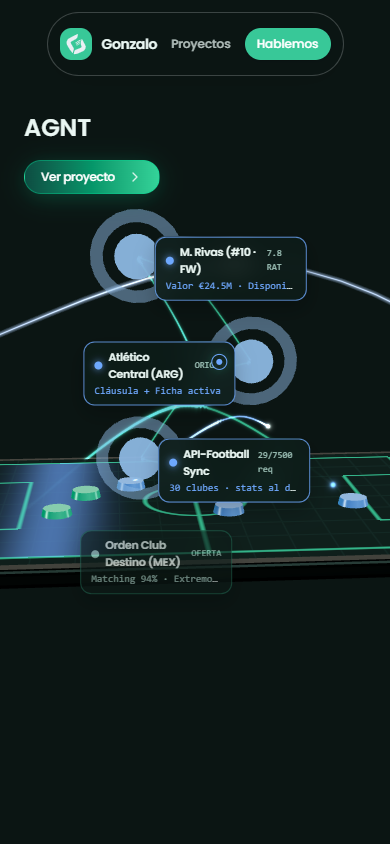 Gonzalo Proyectos Hablemos
AGNT
Ver proyecto
M. Rivas (#10 · 7.8
FW) RAT
Valor €24.5M · Disponi…
Atlético
Central (ARG)
Cláusula + Ficha activa
API-Football 29/7500
Sync req
30 clubes · stats al d…
Orden Club
Destino (MEX) OFERTA
Matching 94% · Extremo…